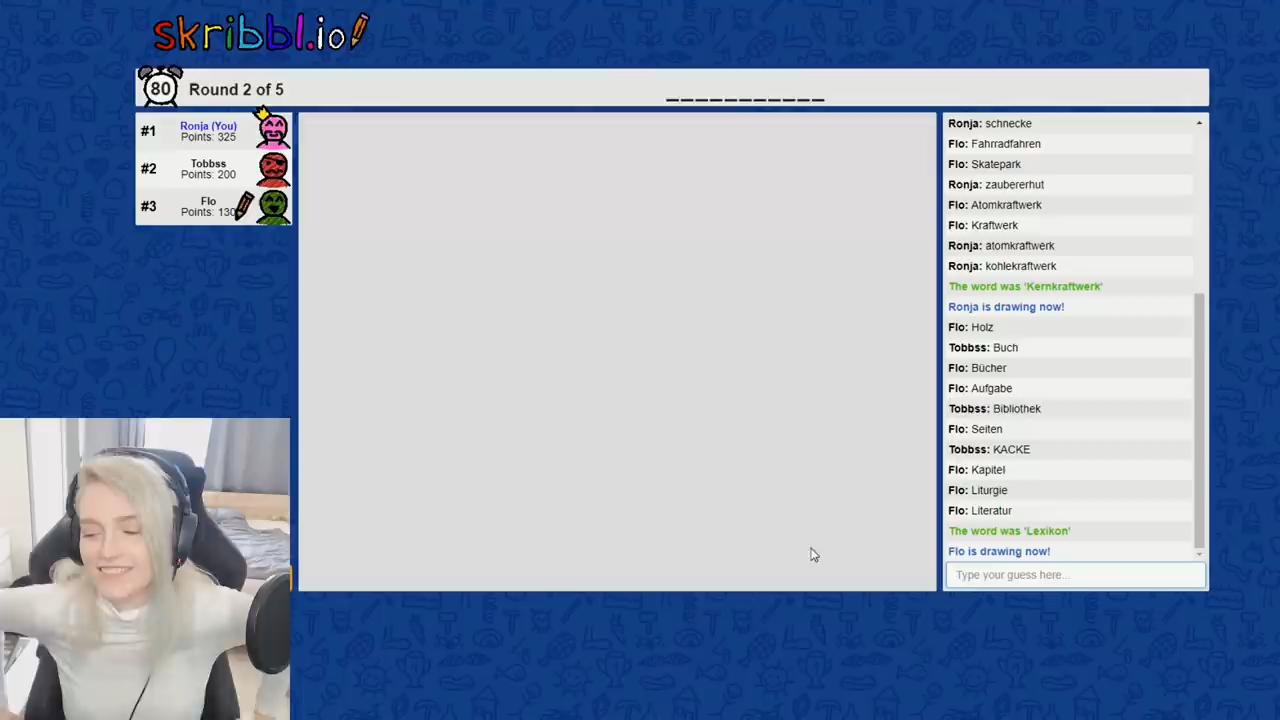 skribbl.io
80
Round 2 of 5
___________
#1
Ronja (You)
Points: 325
#2
Tobbss
Points: 200
#3
Flo
Points: 130
Ronja: schnecke
Flo: Fahrradfahren
Flo: Skatepark
Ronja: zaubererhut
Flo: Atomkraftwerk
Flo: Kraftwerk
Ronja: atomkraftwerk
Ronja: kohlekraftwerk
The word was 'Kernkraftwerk'
Ronja is drawing now!
Flo: Holz
Tobbss: Buch
Flo: Bücher
Flo: Aufgabe
Tobbss: Bibliothek
Flo: Seiten
Tobbss: KACKE
Flo: Kapitel
Flo: Liturgie
Flo: Literatur
The word was 'Lexikon'
Flo is drawing now!
Type your guess here...